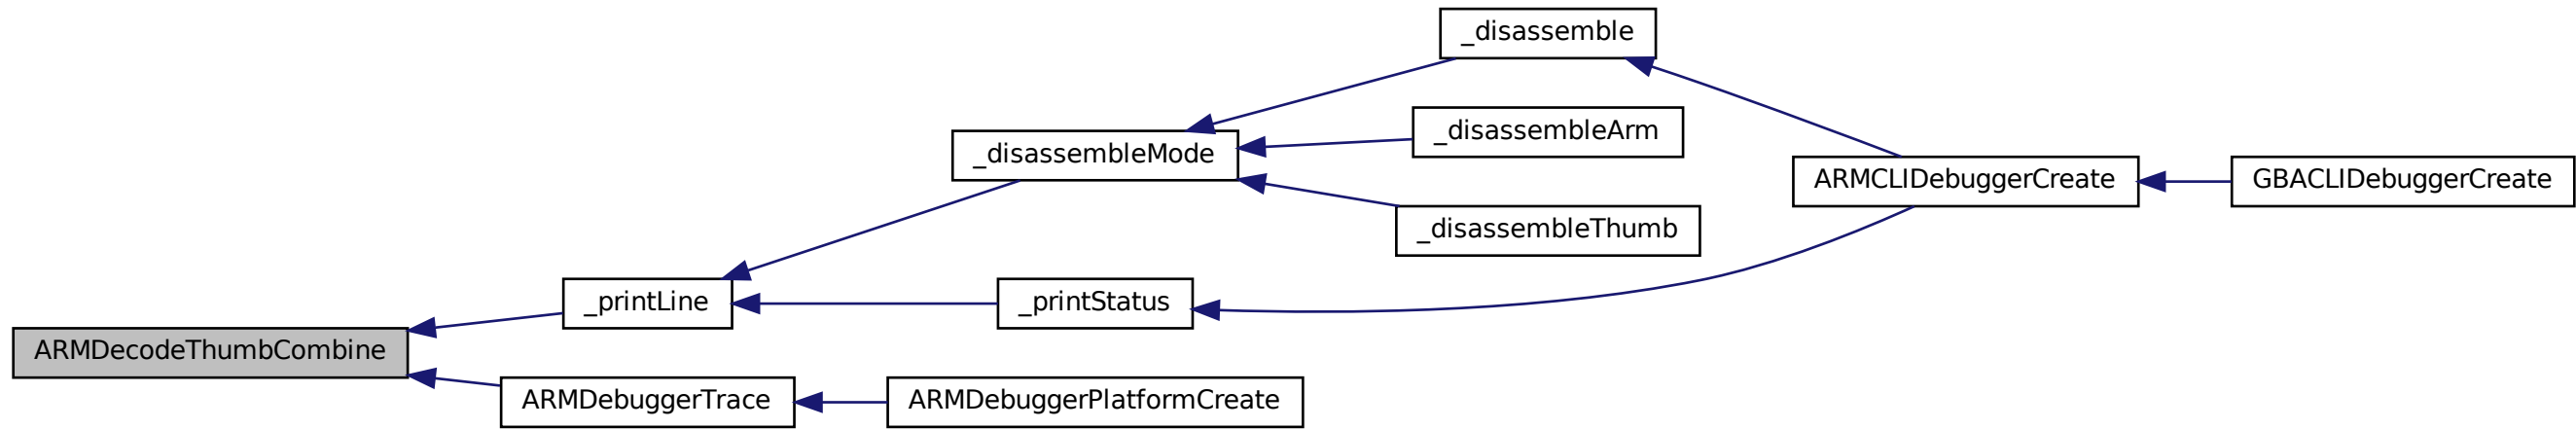 _disassemble
_disassembleArm
_disassembleMode
ARMCLIDebuggerCreate
GBACLIDebuggerCreate
_disassembleThumb
_printLine
_printStatus
ARMDecodeThumbCombine
ARMDebuggerTrace
ARMDebuggerPlatformCreate